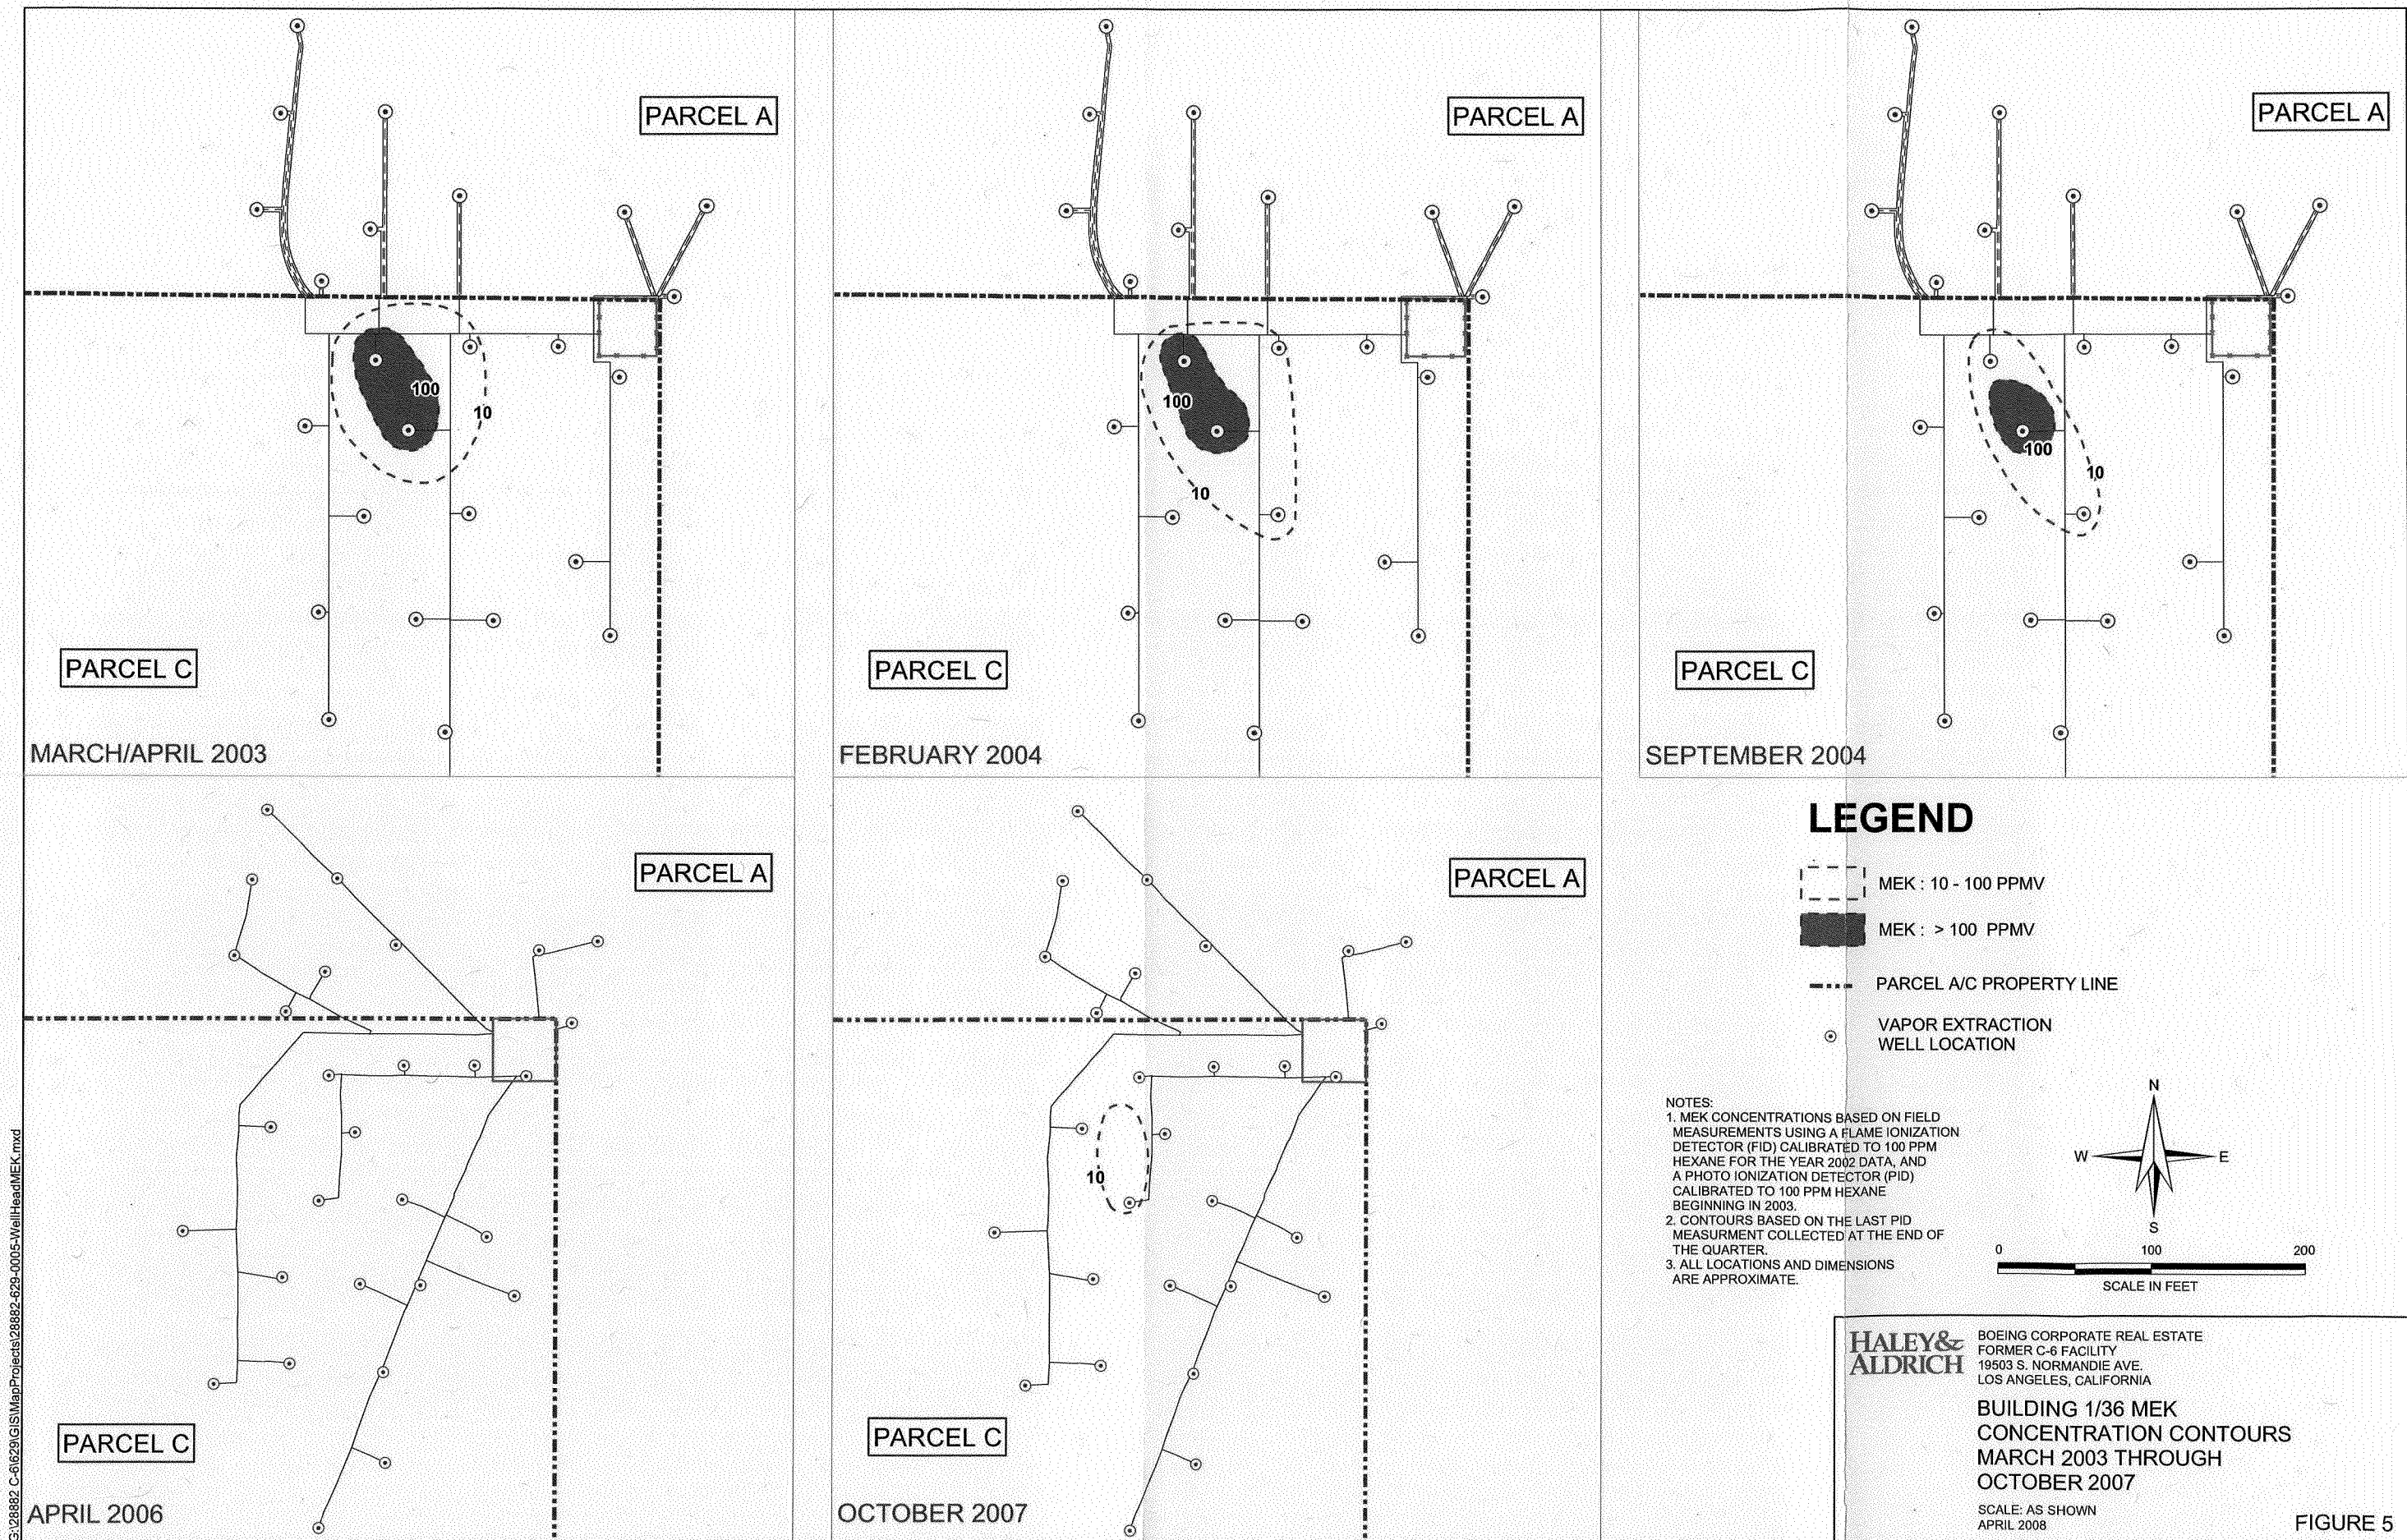 PARCEL A
100
10
PARCEL C
MARCH/APRIL 2003
PARCEL A
100
10
PARCEL C
FEBRUARY 2004
PARCEL A
100
10
PARCEL C
SEPTEMBER 2004
PARCEL A
PARCEL C
APRIL 2006
PARCEL A
10
PARCEL C
OCTOBER 2007
LEGEND
MEK : 10 - 100 PPMV
MEK : > 100 PPMV
PARCEL A/C PROPERTY LINE
VAPOR EXTRACTION
WELL LOCATION
NOTES:
1. MEK CONCENTRATIONS BASED ON FIELD
MEASUREMENTS USING A FLAME IONIZATION
DETECTOR (FID) CALIBRATED TO 100 PPM
HEXANE FOR THE YEAR 2002 DATA, AND
A PHOTO IONIZATION DETECTOR (PID)
CALIBRATED TO 100 PPM HEXANE
BEGINNING IN 2003.
2. CONTOURS BASED ON THE LAST PID
MEASURMENT COLLECTED AT THE END OF
THE QUARTER.
3. ALL LOCATIONS AND DIMENSIONS
ARE APPROXIMATE.
N
W E
S
0 100 200
SCALE IN FEET
HALEY&
ALDRICH
BOEING CORPORATE REAL ESTATE
FORMER C-6 FACILITY
19503 S. NORMANDIE AVE.
LOS ANGELES, CALIFORNIA
BUILDING 1/36 MEK
CONCENTRATION CONTOURS
MARCH 2003 THROUGH
OCTOBER 2007
SCALE: AS SHOWN
APRIL 2008
FIGURE 5
G:\28882 C-6\629\GIS\MapProjects\28882-629-0005-WellHeadMEK.mxd